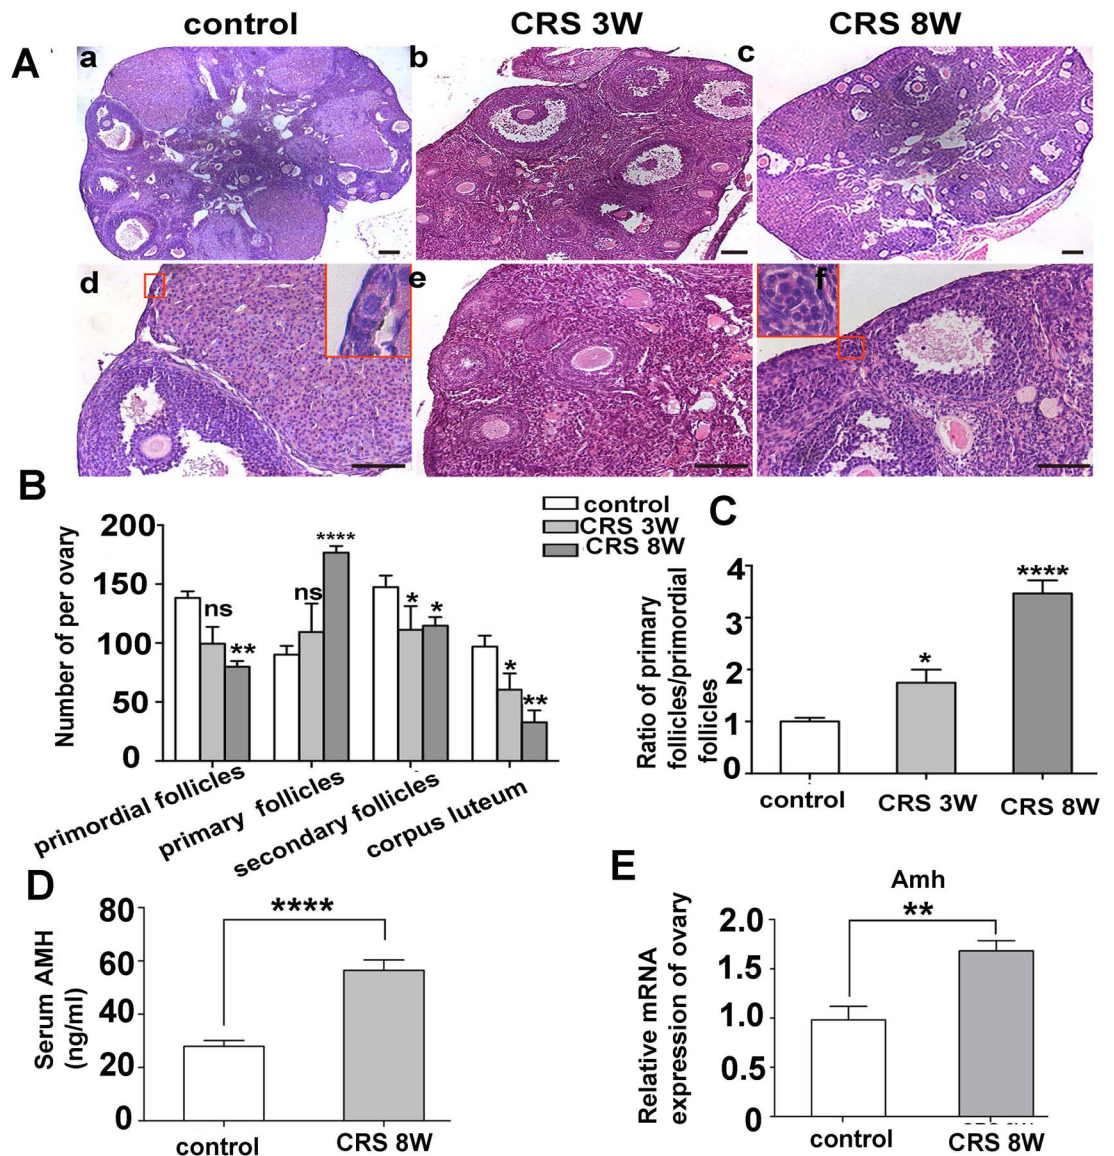 control CRS 3W CRS 8W
A
a b c
d e f
B
Number of per ovary
200
150
100
50
0
control
CRS 3W
CRS 8W
ns
**
ns
****
*
*
*
**
primordial follicles
primary follicles
secondary follicles
corpus luteum
C
Ratio of primary
follicles/primordial
follicles
4
3
2
1
0
*
****
control CRS 3W CRS 8W
D
Serum AMH
(ng/ml)
80
60
40
20
0
****
control CRS 8W
E
Amh
Relative mRNA
expression of ovary
2.0
1.5
1.0
0.5
0
**
control CRS 8W